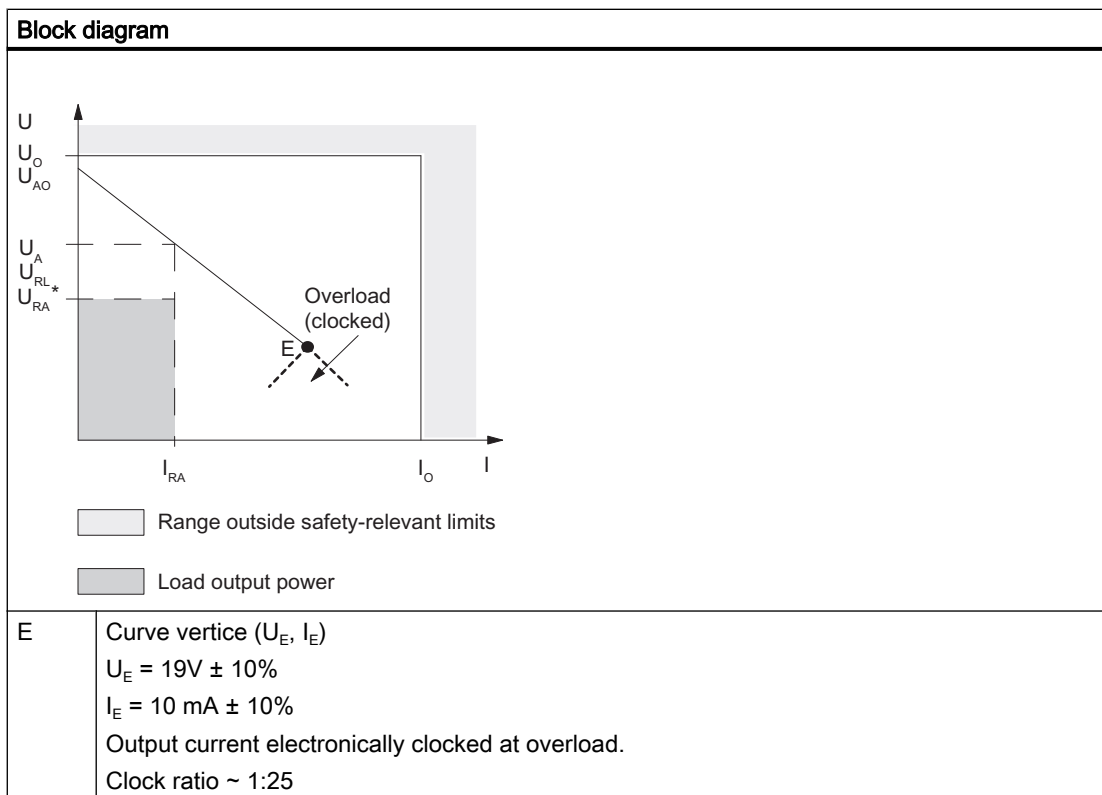 Block diagram
U
U_O
U_AO
U_A
U_RL
U_RA*
Overload
(clocked)
E
I_RA
I_O
I
Range outside safety-relevant limits
Load output power
E
Curve vertice (U_E, I_E)
U_E = 19V ± 10%
I_E = 10 mA ± 10%
Output current electronically clocked at overload.
Clock ratio ~ 1:25